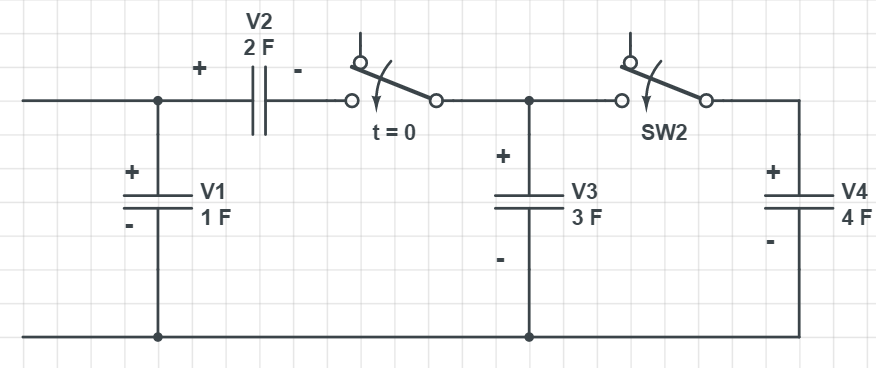 V2
2 F
+
-
t = 0
SW2
+
V1
1 F
-
+
V3
3 F
-
+
V4
4 F
-